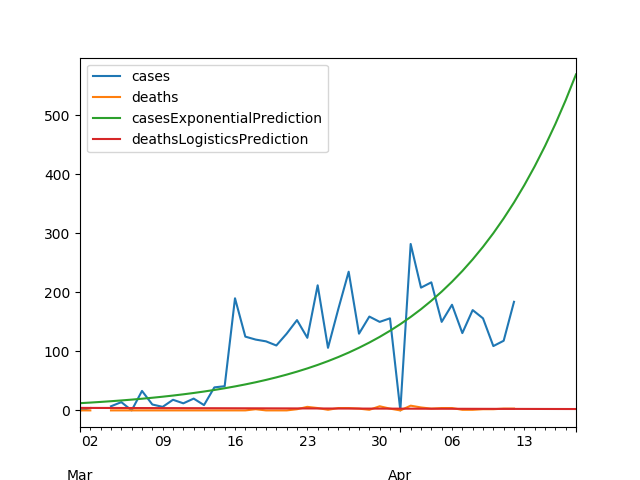 cases
deaths
casesExponentialPrediction
deathsLogisticsPrediction
500
400
300
200
100
0
02 09 16 23 30 06 13
Mar Apr